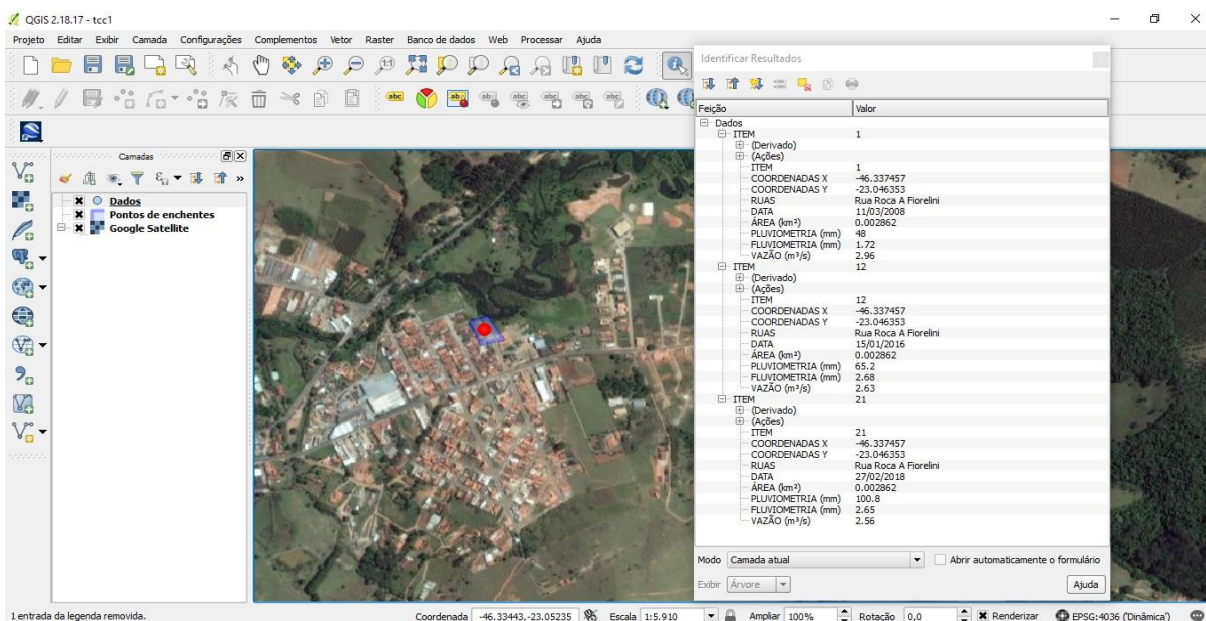 QGIS 2.18.17 - tcc1
Projeto Editar Exibir Camada Configurações Complementos Vetor Raster Banco de dados Web Processar Ajuda
Identificar Resultados
Feição Valor
Dados
ITEM 1
(Derivado)
(Ações)
ITEM 1
COORDENADAS X -46.337457
COORDENADAS Y -23.046353
RUAS Rua Roca A Fiorelini
DATA 11/03/2008
ÁREA (km²) 0.002862
PLUVIOMETRIA (mm) 48
FLUVIOMETRIA (mm) 1.72
VAZÃO (m³/s) 2.96
ITEM 12
(Derivado)
(Ações)
ITEM 12
COORDENADAS X -46.337457
COORDENADAS Y -23.046353
RUAS Rua Roca A Fiorelini
DATA 15/01/2016
ÁREA (km²) 0.002862
PLUVIOMETRIA (mm) 65.2
FLUVIOMETRIA (mm) 2.68
VAZÃO (m³/s) 2.63
ITEM 21
(Derivado)
(Ações)
ITEM 21
COORDENADAS X -46.337457
COORDENADAS Y -23.046353
RUAS Rua Roca A Fiorelini
DATA 27/02/2018
ÁREA (km²) 0.002862
PLUVIOMETRIA (mm) 100.8
FLUVIOMETRIA (mm) 2.65
VAZÃO (m³/s) 2.56
Modo Camada atual Abrir automaticamente o formulário
Exibir Árvore Ajuda
Camadas
Dados
Pontos de enchentes
Google Satellite
1 entrada da legenda removida. Coordenada -46.33443,-23.05235 Escala 1:5.910 Ampliar 100% Rotação 0,0 Renderizar EPSG:4036 ('Dinâmica')